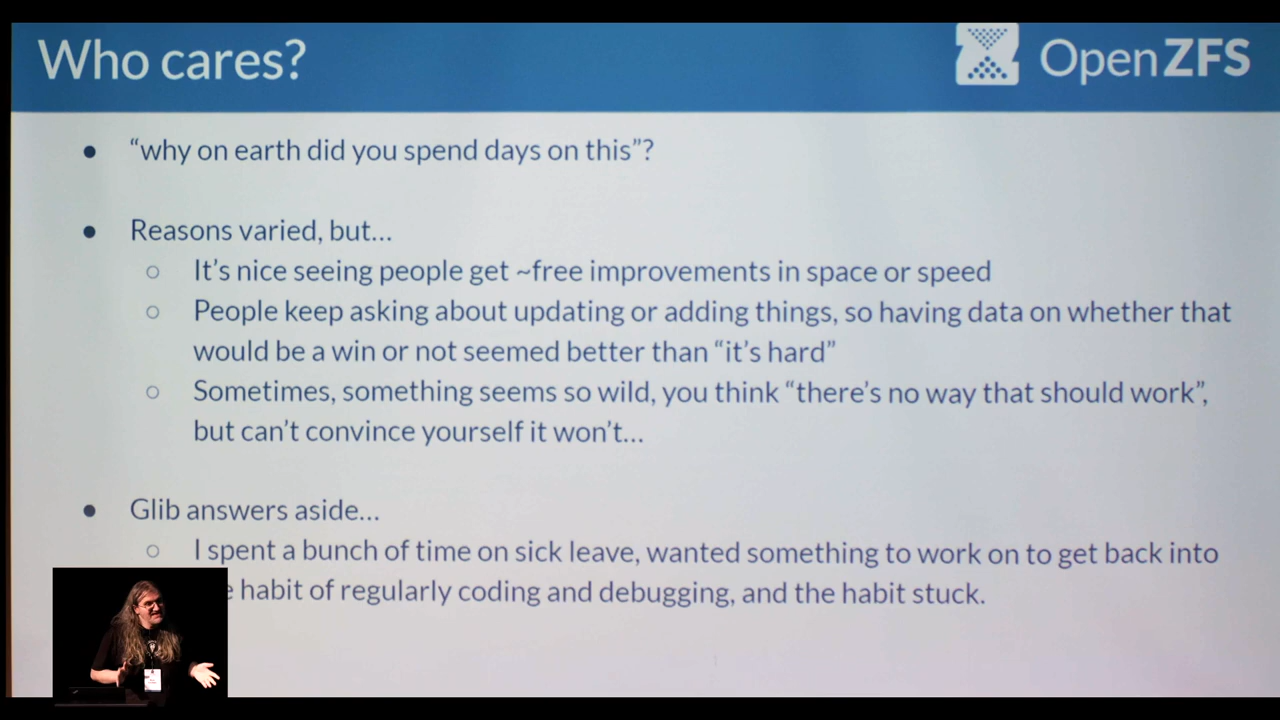 Who cares?
OpenZFS
● “why on earth did you spend days on this”?
● Reasons varied, but…
○ It’s nice seeing people get ~free improvements in space or speed
○ People keep asking about updating or adding things, so having data on whether that
would be a win or not seemed better than “it’s hard”
○ Sometimes, something seems so wild, you think “there’s no way that should work”,
but can’t convince yourself it won’t…
● Glib answers aside…
○ I spent a bunch of time on sick leave, wanted something to work on to get back into
habit of regularly coding and debugging, and the habit stuck.